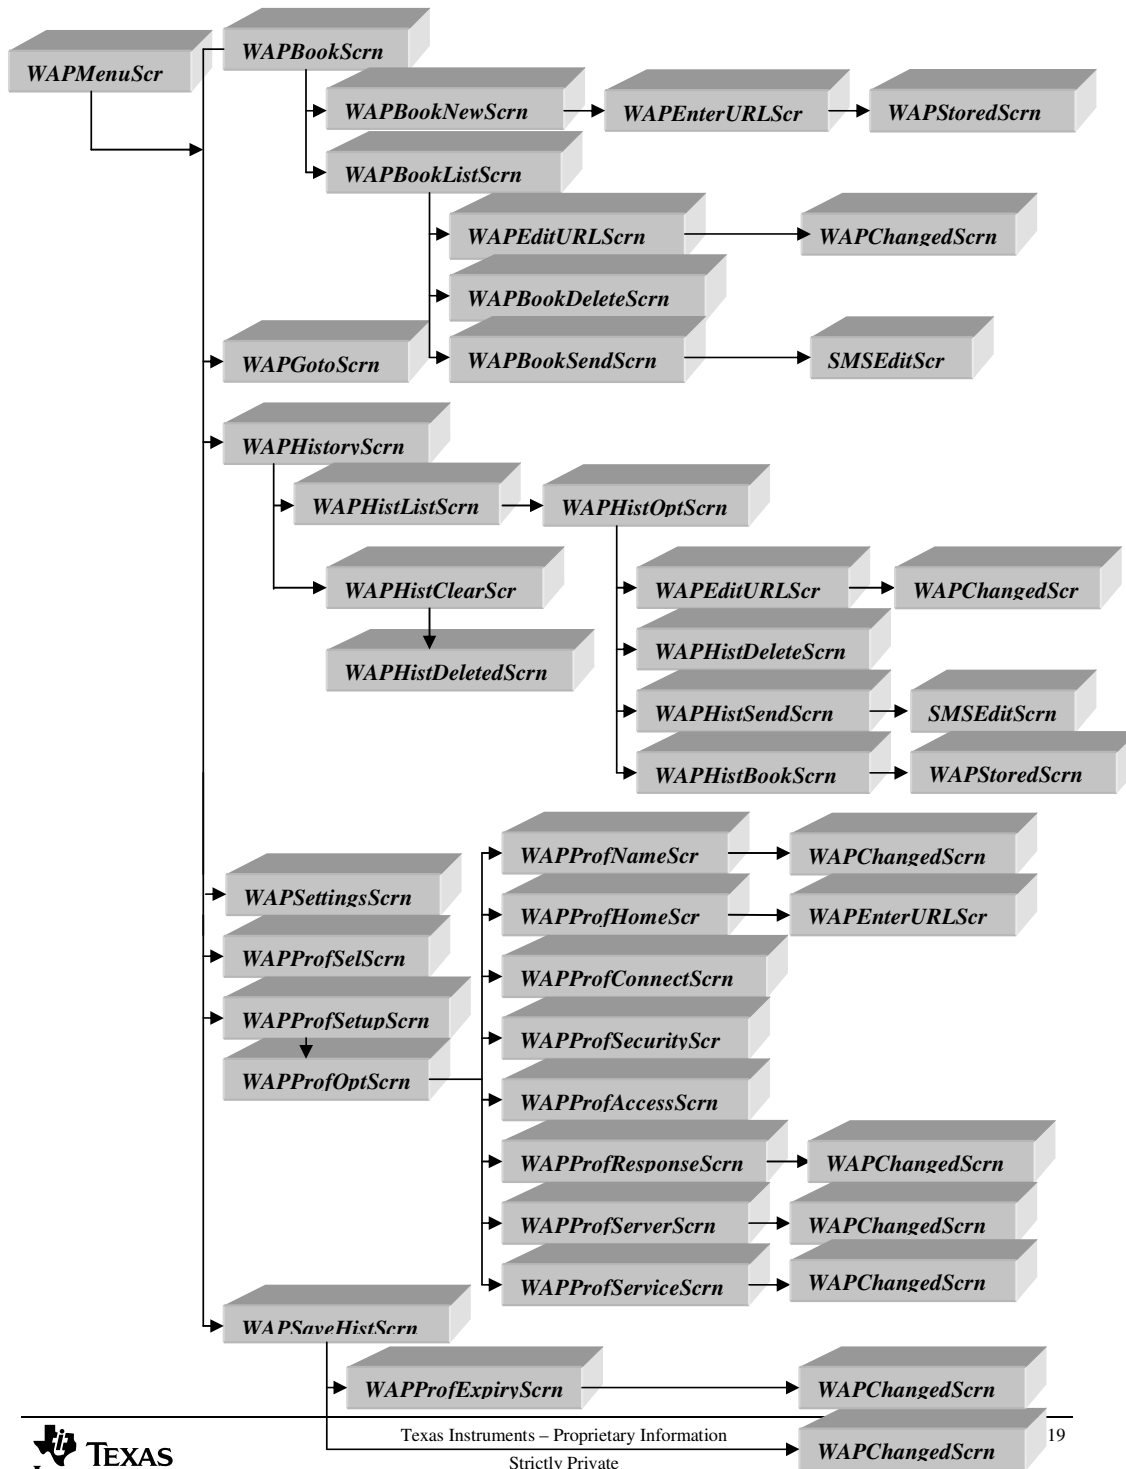 WAPBookScrn
WAPMenuScr
WAPBookNewScrn
WAPEnterURLScr
WAPStoredScrn
WAPBookListScrn
WAPEditURLScrn
WAPChangedScrn
WAPBookDeleteScrn
WAPGotoScrn
WAPBookSendScrn
SMSEditScr
WAPHistoryScrn
WAPHistListScrn
WAPHistOptScrn
WAPHistClearScr
WAPEditURLScr
WAPChangedScr
WAPHistDeletedScrn
WAPHistDeleteScrn
WAPHistSendScrn
SMSEditScrn
WAPHistBookScrn
WAPStoredScrn
WAPProfNameScr
WAPChangedScrn
WAPSettingsScrn
WAPProfHomeScr
WAPEnterURLScr
WAPProfSelScrn
WAPProfConnectScrn
WAPProfSetupScrn
WAPProfSecurityScr
WAPProfOptScrn
WAPProfAccessScrn
WAPProfResponseScrn
WAPChangedScrn
WAPProfServerScrn
WAPChangedScrn
WAPProfServiceScrn
WAPChangedScrn
WAPSaveHistScrn
WAPProfExpiryScrn
WAPChangedScrn
Texas Instruments – Proprietary Information
19
WAPChangedScrn
TEXAS
Strictly Private